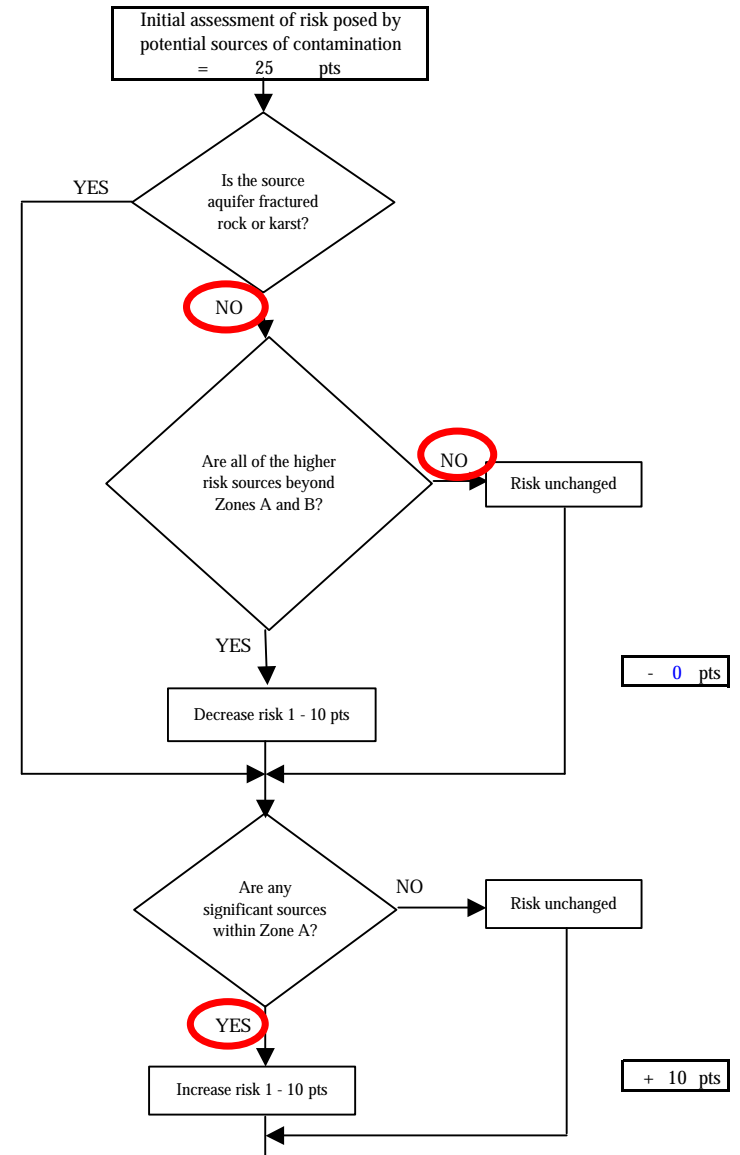 Initial assessment of risk posed by
potential sources of contamination
= 25 pts
YES
Is the source
aquifer fractured
rock or karst?
NO
Are all of the higher
risk sources beyond
Zones A and B?
NO
Risk unchanged
YES
- 0 pts
Decrease risk 1 - 10 pts
Are any
significant sources
within Zone A?
NO
Risk unchanged
YES
Increase risk 1 - 10 pts
+ 10 pts